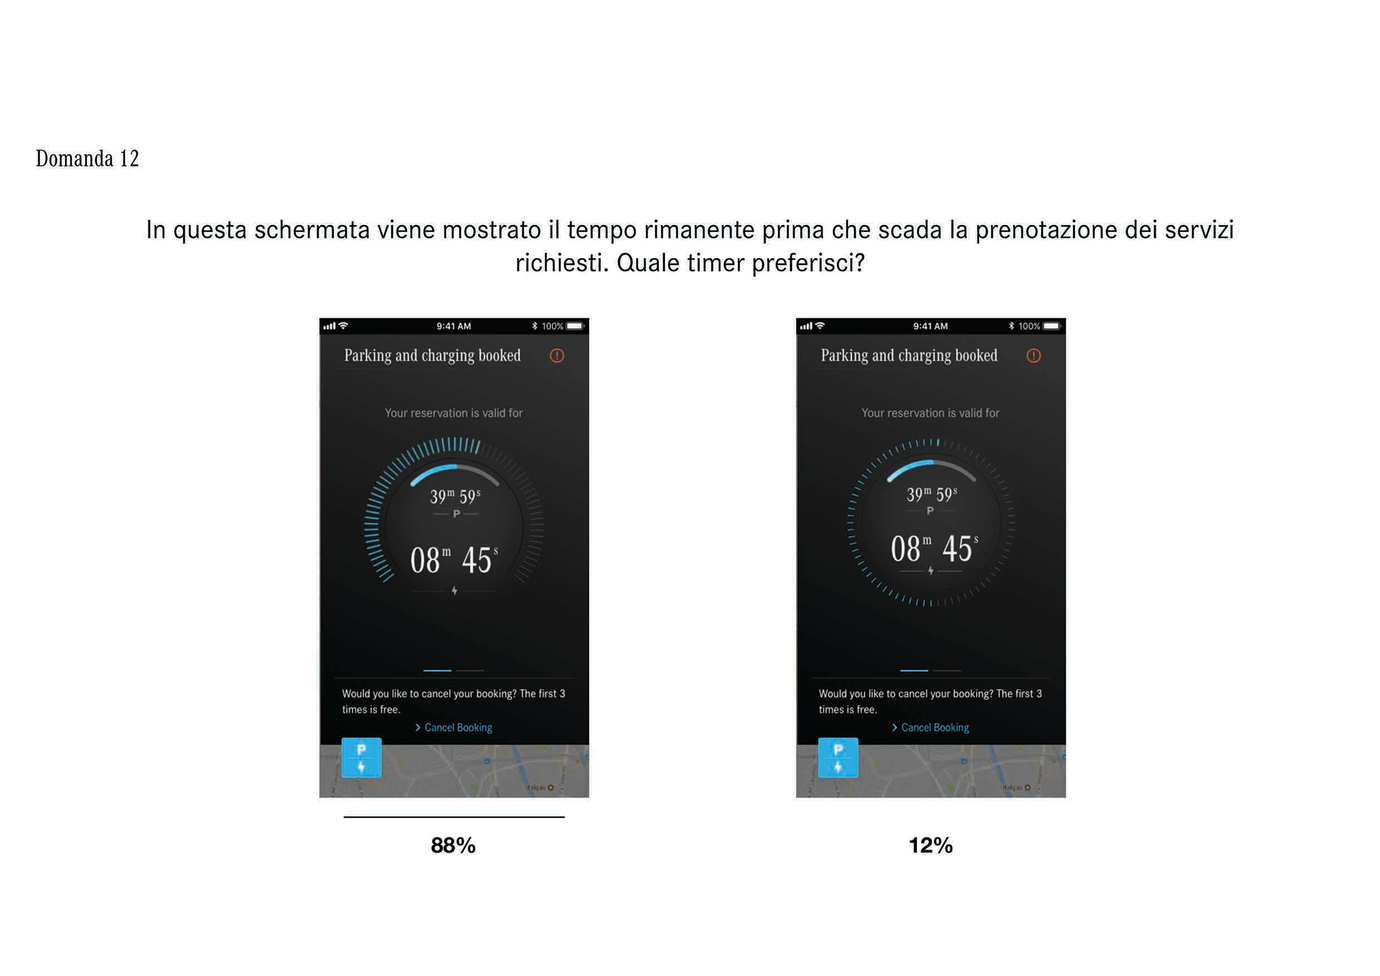 Domanda 12
In questa schermata viene mostrato il tempo rimanente prima che scada la prenotazione dei servizi
richiesti. Quale timer preferisci?
9:41 AM
100%
Parking and charging booked
Your reservation is valid for
39m 59s
P
08m 45s
Would you like to cancel your booking? The first 3
times is free.
Cancel Booking
P
88%
9:41 AM
100%
Parking and charging booked
Your reservation is valid for
39m 59s
P
08m 45s
Would you like to cancel your booking? The first 3
times is free.
Cancel Booking
P
12%